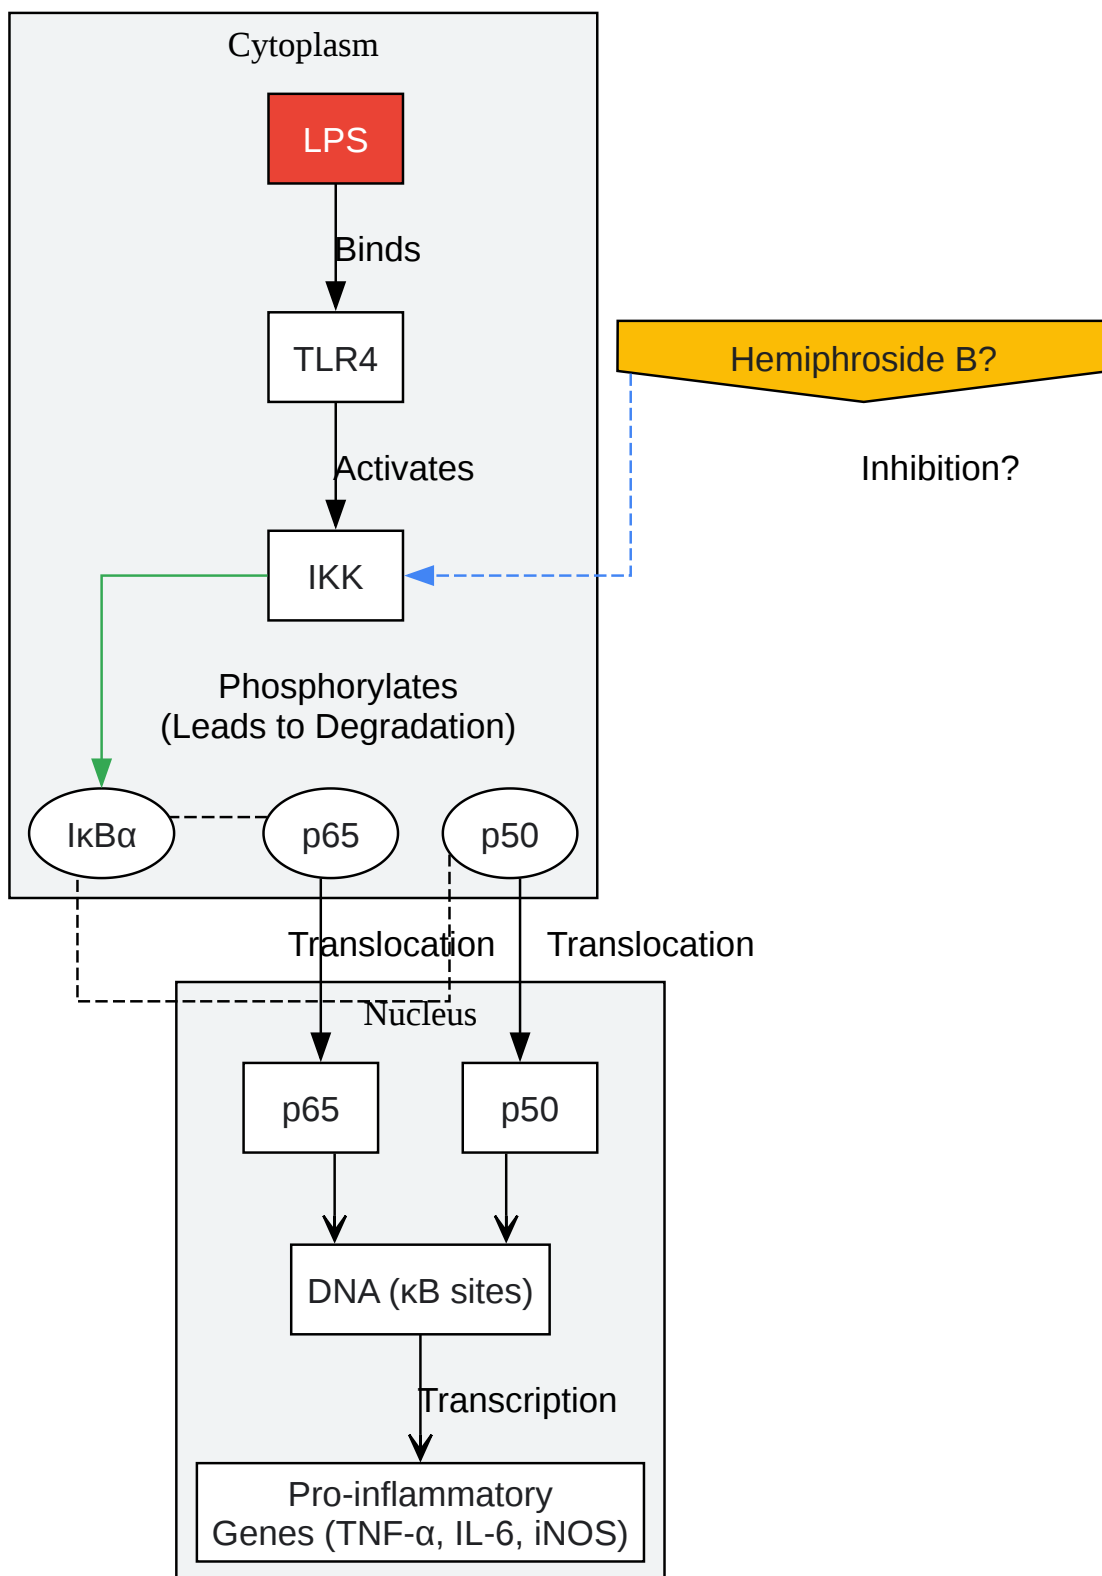 Cytoplasm
LPS
Binds
TLR4
Hemiphroside B?
Activates
Inhibition?
IKK
Phosphorylates
(Leads to Degradation)
IκBα
p65
p50
Translocation
Translocation
Nucleus
p65
p50
DNA (κB sites)
Transcription
Pro-inflammatory
Genes (TNF-α, IL-6, iNOS)